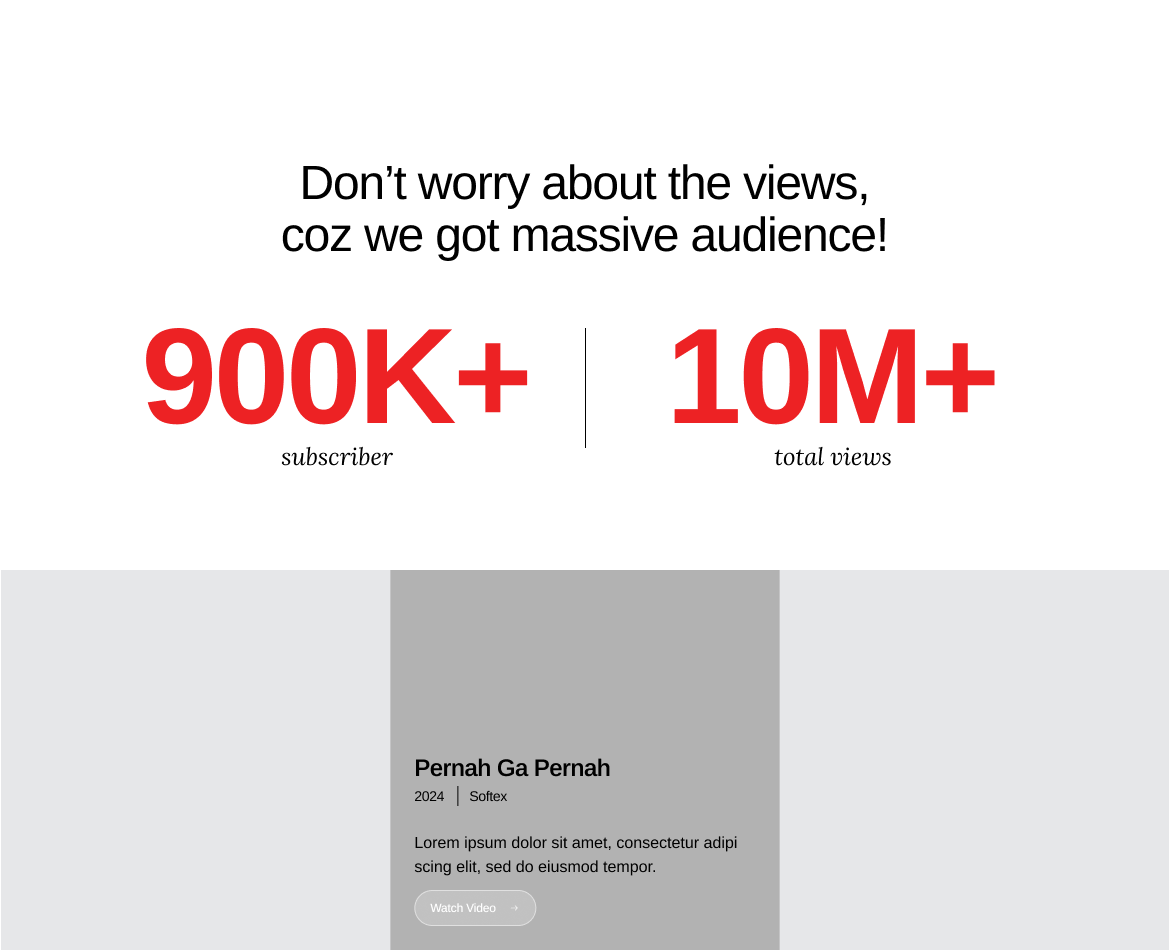 Don’t worry about the views,
coz we got massive audience!
900K+
subscriber
10M+
total views
Pernah Ga Pernah
2024 | Softex
Lorem ipsum dolor sit amet, consectetur adipi
scing elit, sed do eiusmod tempor.
Watch Video →